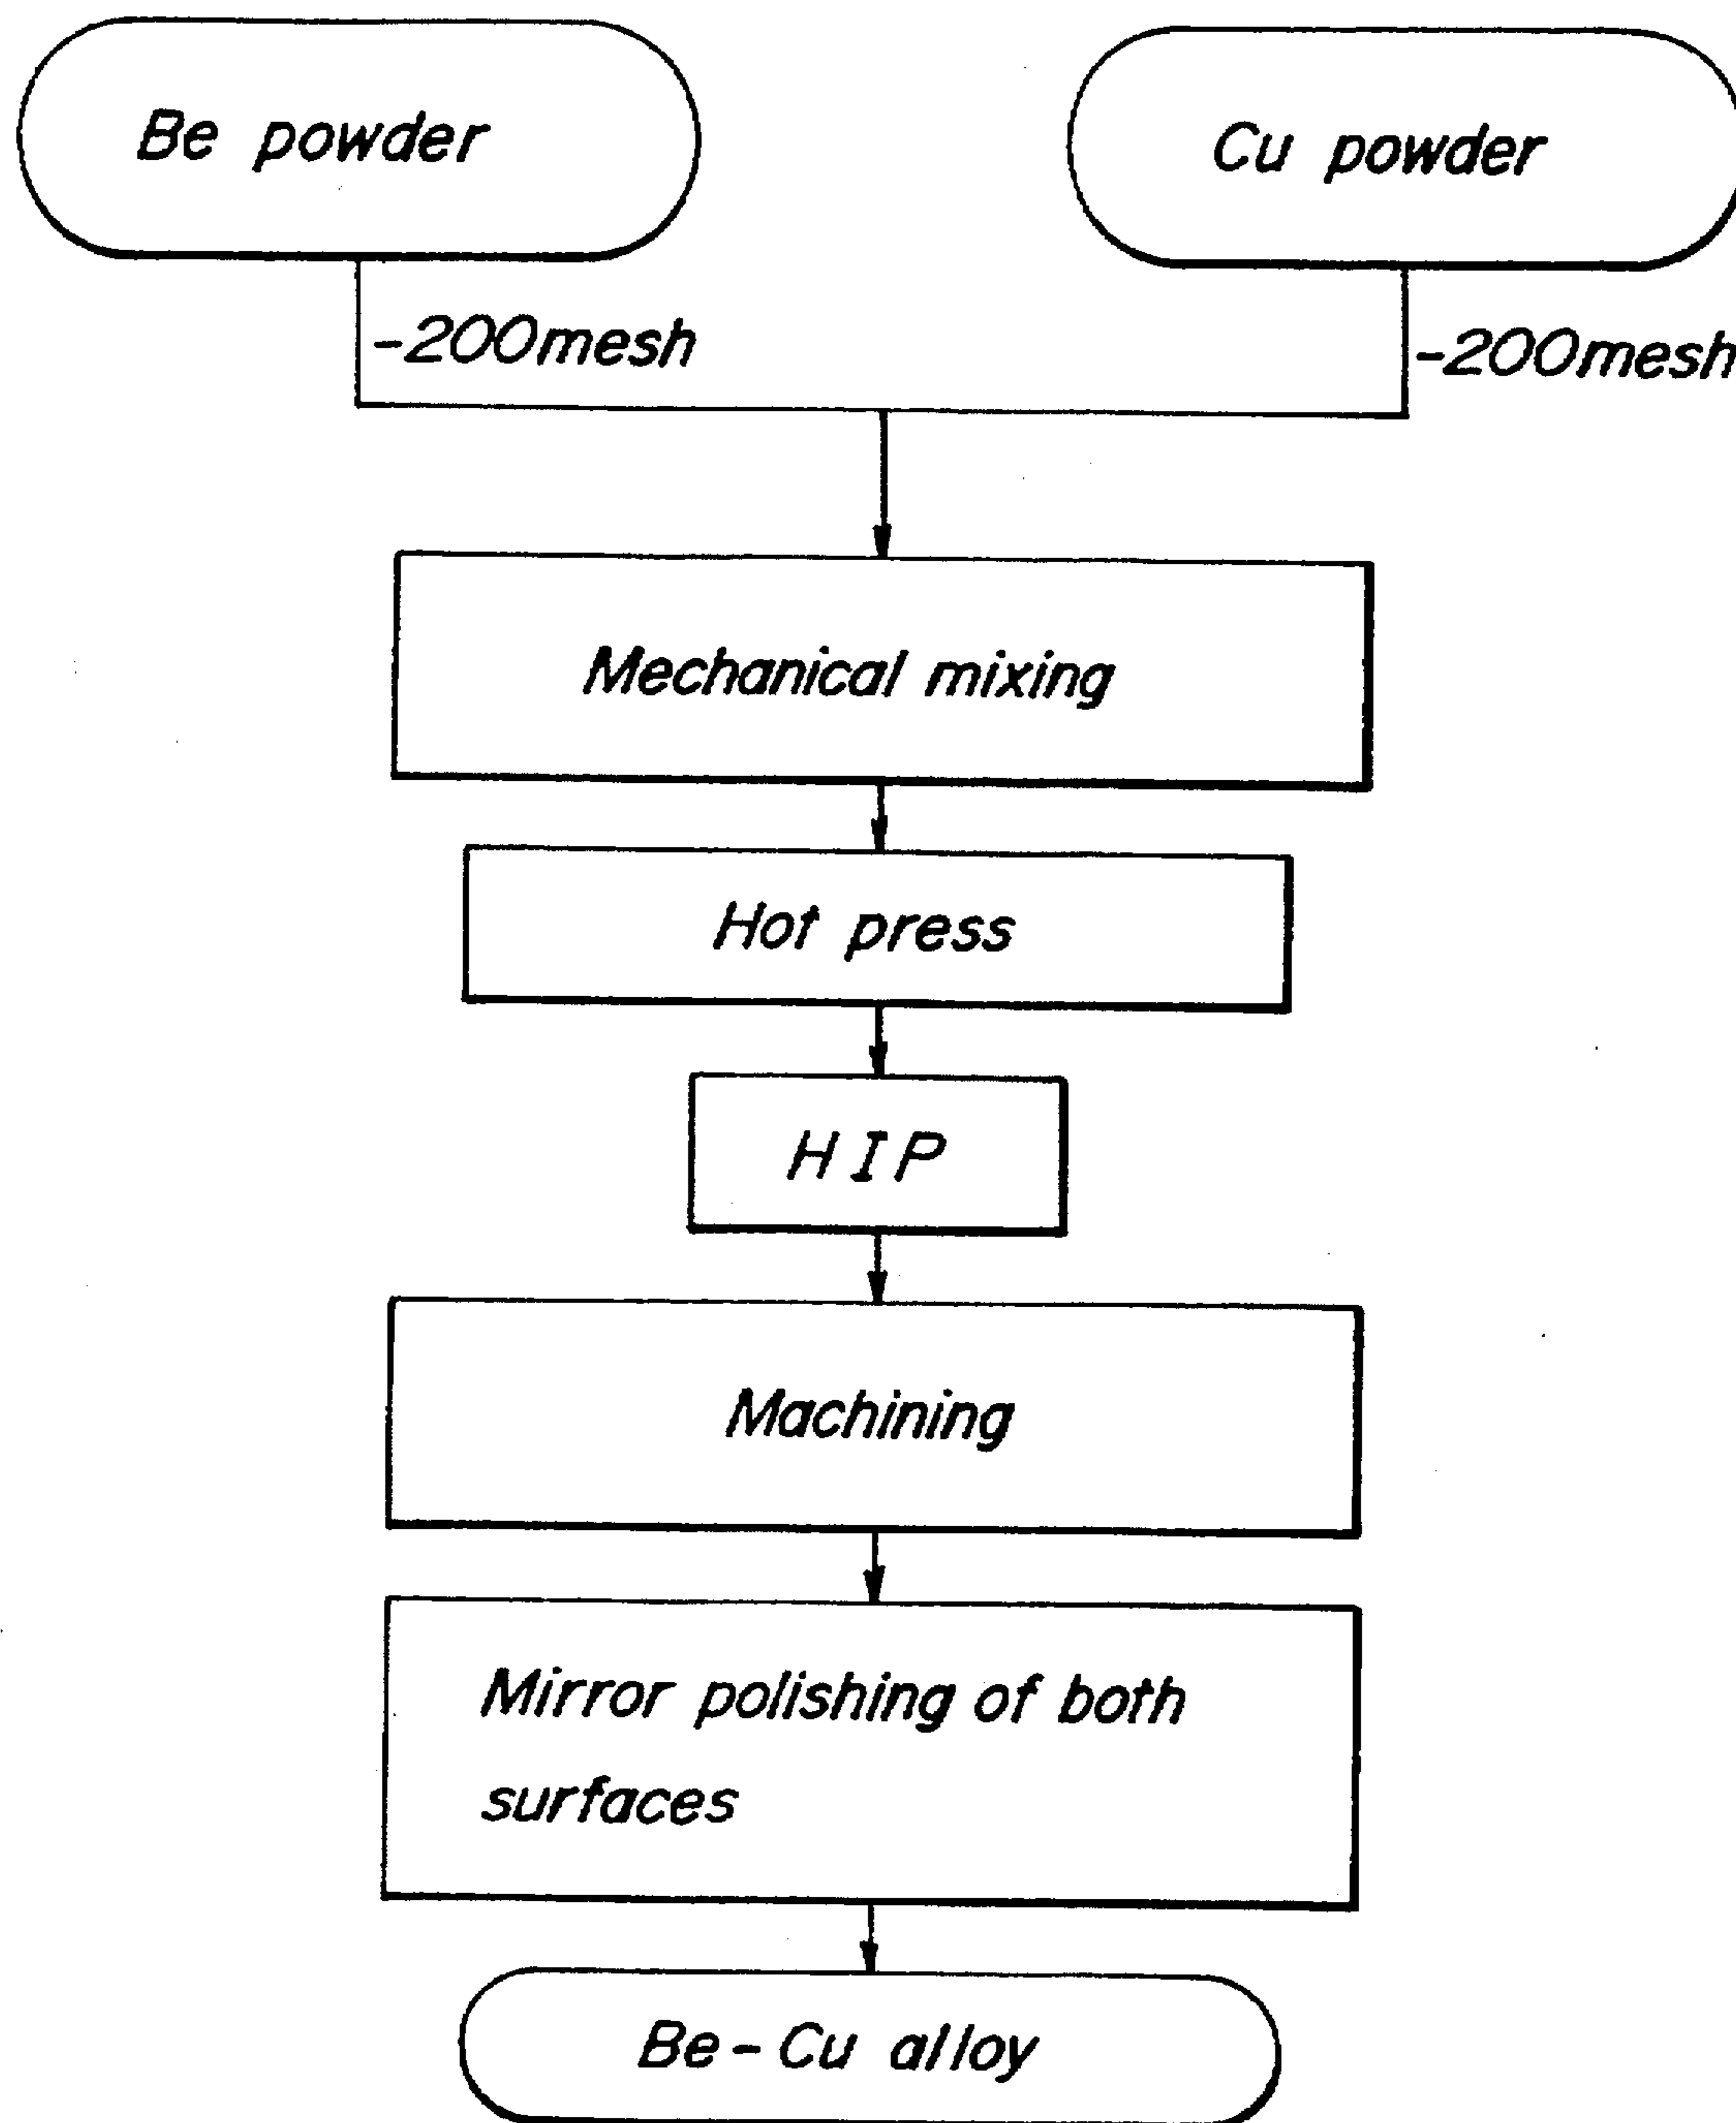 Be powder
Cu powder
-200mesh
-200mesh
Mechanical mixing
Hot press
HIP
Machining
Mirror polishing of both
surfaces
Be-Cu alloy